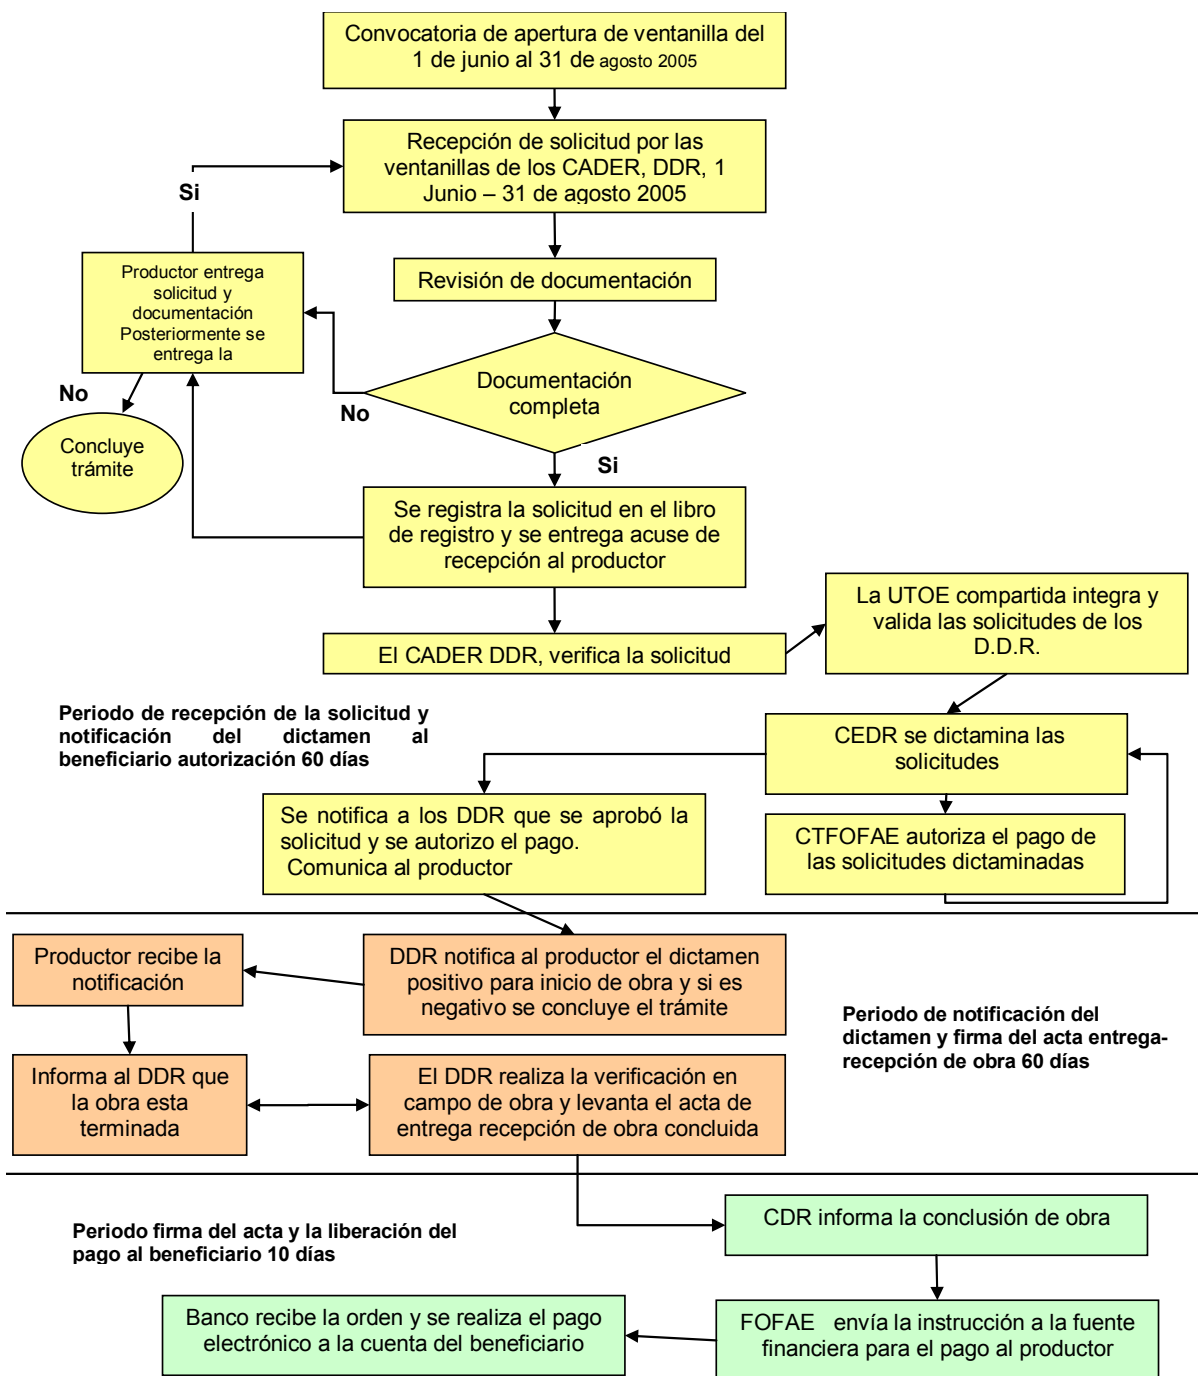 Convocatoria de apertura de ventanilla del
1 de junio al 31 de agosto 2005
Recepción de solicitud por las
ventanillas de los CADER, DDR, 1
Junio – 31 de agosto 2005
Si
Productor entrega
solicitud y
documentación
Posteriormente se
entrega la
Revisión de documentación
Documentación
completa
No
No
Concluye
trámite
Si
Se registra la solicitud en el libro
de registro y se entrega acuse de
recepción al productor
El CADER DDR, verifica la solicitud
La UTOE compartida integra y
valida las solicitudes de los
D.D.R.
Periodo de recepción de la solicitud y
notificación del dictamen al
beneficiario autorización 60 días
CEDR se dictamina las
solicitudes
Se notifica a los DDR que se aprobó la
solicitud y se autorizo el pago.
Comunica al productor
CTFOFAE autoriza el pago de
las solicitudes dictaminadas
Productor recibe la
notificación
DDR notifica al productor el dictamen
positivo para inicio de obra y si es
negativo se concluye el trámite
Periodo de notificación del
dictamen y firma del acta entrega-
recepción de obra 60 días
Informa al DDR que
la obra esta
terminada
El DDR realiza la verificación en
campo de obra y levanta el acta de
entrega recepción de obra concluida
Periodo firma del acta y la liberación del
pago al beneficiario 10 días
CDR informa la conclusión de obra
Banco recibe la orden y se realiza el pago
electrónico a la cuenta del beneficiario
FOFAE envía la instrucción a la fuente
financiera para el pago al productor